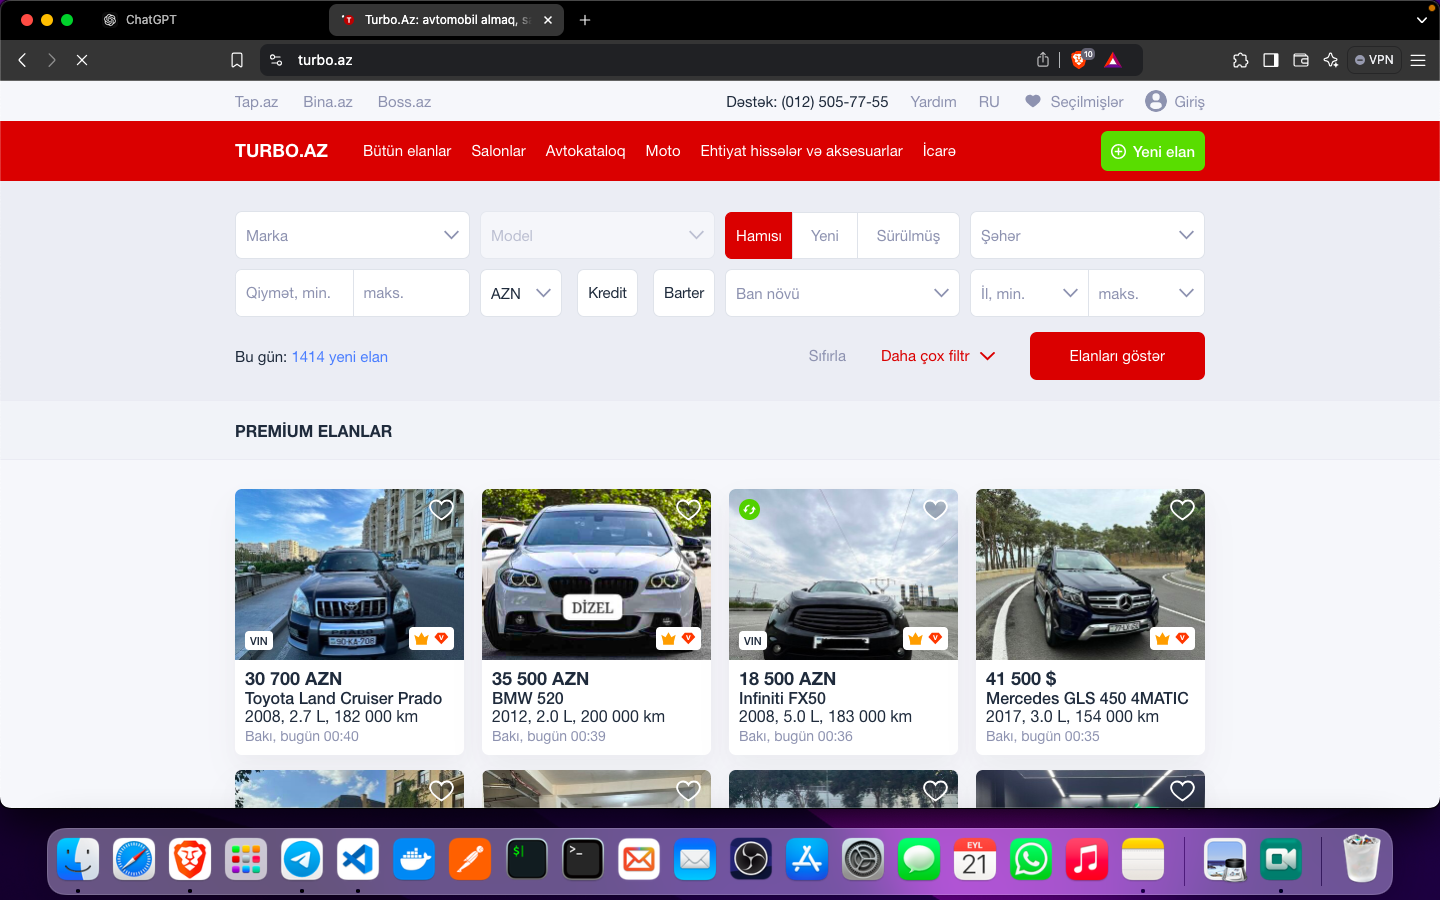 ChatGPT
Turbo.Az: avtomobil almaq, s
turbo.az
10
VPN
Tap.az Bina.az Boss.az Dəstək: (012) 505-77-55 Yardım RU Seçilmişlər Giriş
TURBO.AZ Bütün elanlar Salonlar Avtokataloq Moto Ehtiyat hissələr və aksesuarlar İcarə Yeni elan
Marka Model Hamısı Yeni Sürülmüş Şəhər
Qiymət, min. maks. AZN Kredit Barter Ban növü İl, min. maks.
Bu gün: 1414 yeni elan Sıfırla Daha çox filtr Elanları göstər
PREMİUM ELANLAR
VIN
DİZEL
VIN
30 700 AZN
Toyota Land Cruiser Prado
2008, 2.7 L, 182 000 km
Bakı, bugün 00:40
35 500 AZN
BMW 520
2012, 2.0 L, 200 000 km
Bakı, bugün 00:39
18 500 AZN
Infiniti FX50
2008, 5.0 L, 183 000 km
Bakı, bugün 00:36
41 500 $
Mercedes GLS 450 4MATIC
2017, 3.0 L, 154 000 km
Bakı, bugün 00:35
EYL
21